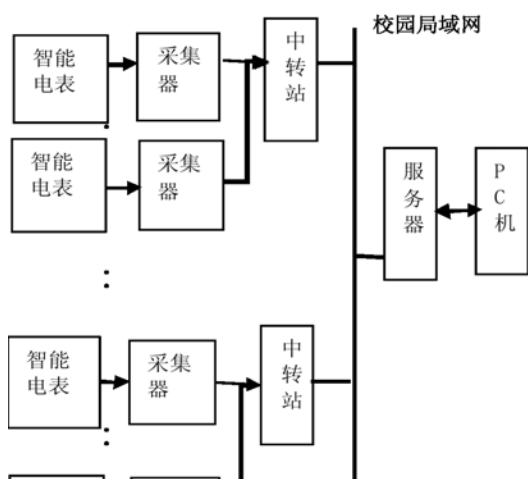 校园局域网
智能
电表
采集
器
中
转
站
智能
电表
采集
器
服
务
器
P
C
机
智能
电表
采集
器
中
转
站